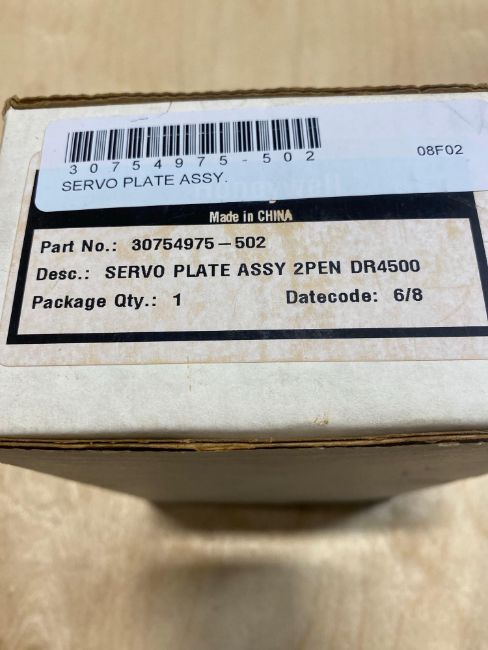 30754975-502
08F02
SERVO PLATE ASSY.
Honeywell
Made in CHINA
Part No.: 30754975-502
Desc.: SERVO PLATE ASSY 2PEN DR4500
Package Qty.: 1 Datecode: 6/8